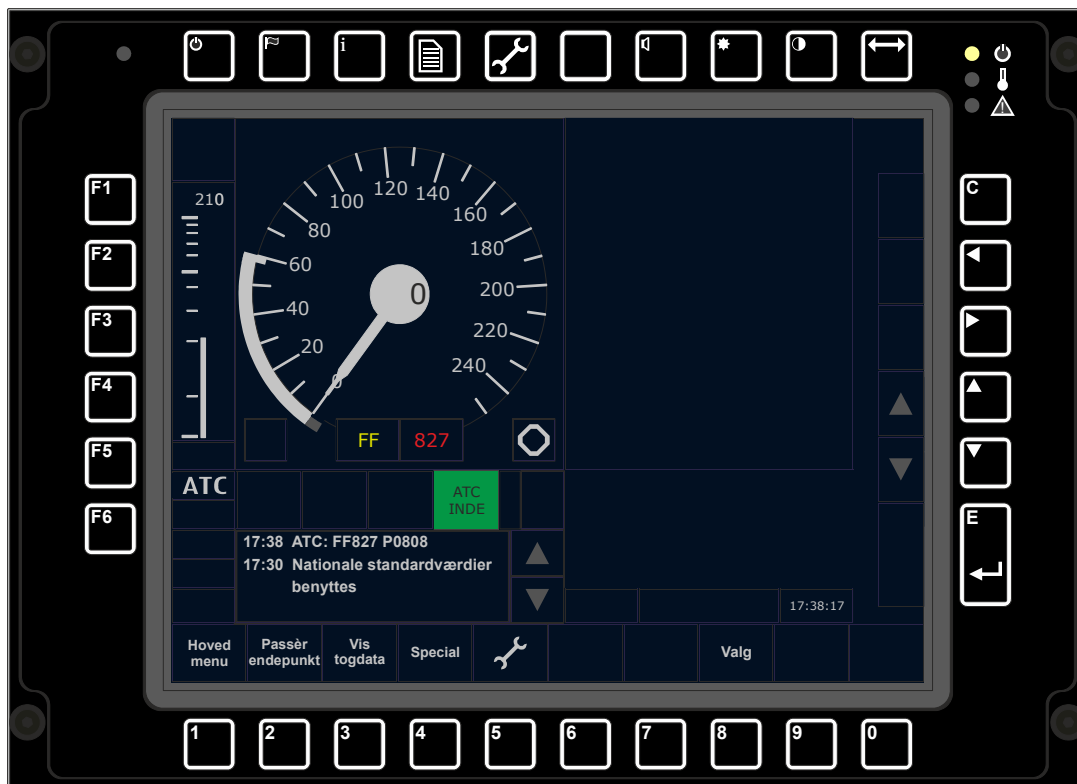 i
F1
F2
F3
F4
F5
F6
C
E
210
0
20
40
60
80
100
120
140
160
180
200
220
240
0
FF
827
ATC
ATC
INDE
17:38 ATC: FF827 P0808
17:30 Nationale standardværdier
benyttes
17:38:17
Hoved
menu
Passèr
endepunkt
Vis
togdata
Special
Valg
1
2
3
4
5
6
7
8
9
0